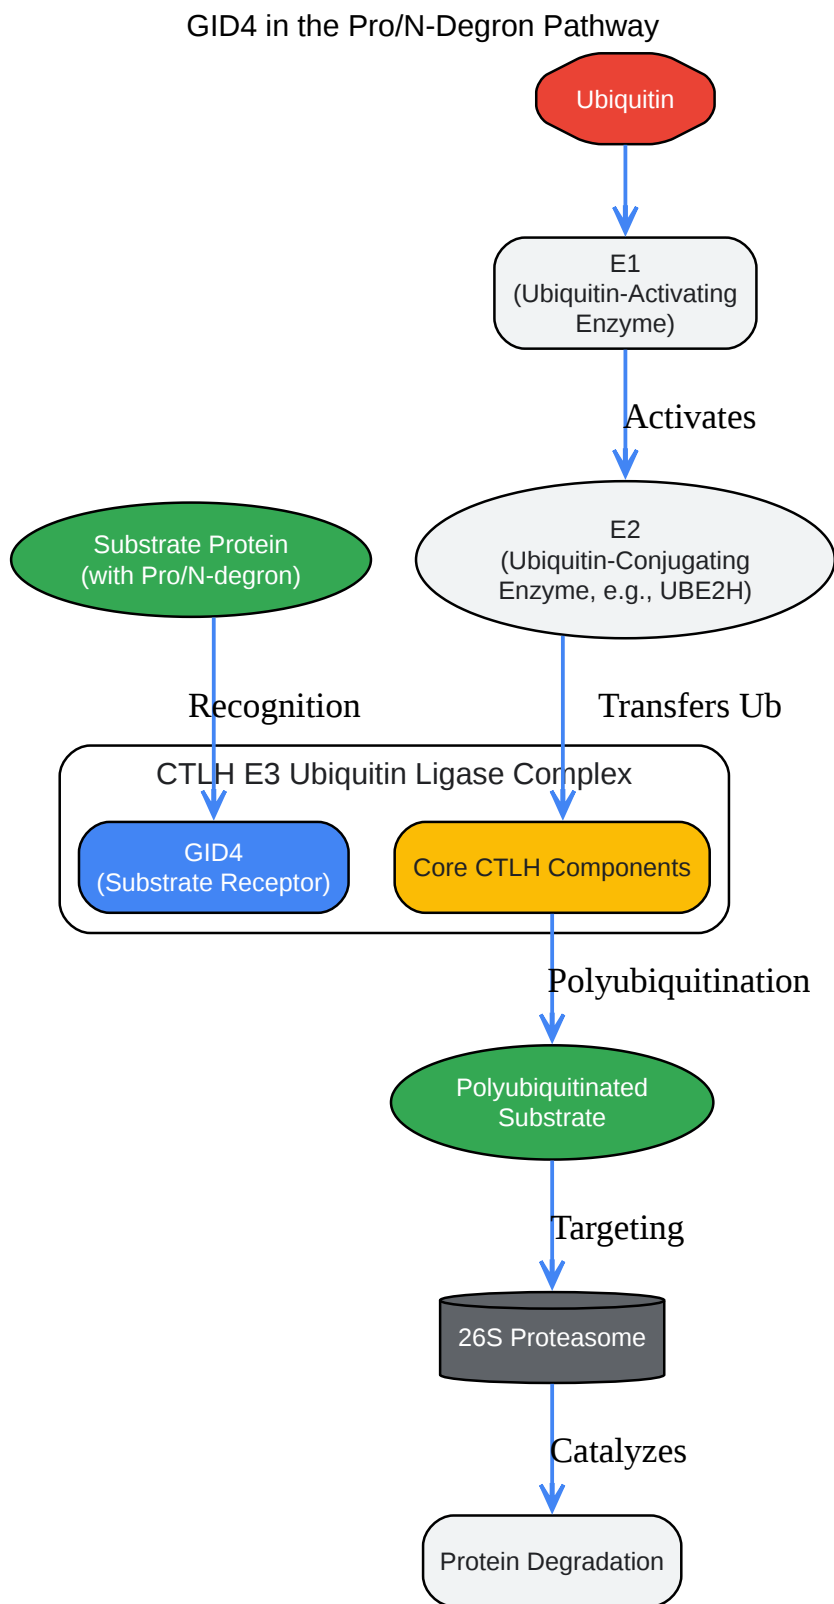 GID4 in the Pro/N-Degron Pathway
Ubiquitin
E1
(Ubiquitin-Activating
Enzyme)
Activates
Substrate Protein
(with Pro/N-degron)
E2
(Ubiquitin-Conjugating
Enzyme, e.g., UBE2H)
Recognition
Transfers Ub
CTLH E3 Ubiquitin Ligase Complex
GID4
(Substrate Receptor)
Core CTLH Components
Polyubiquitination
Polyubiquitinated
Substrate
Targeting
26S Proteasome
Catalyzes
Protein Degradation